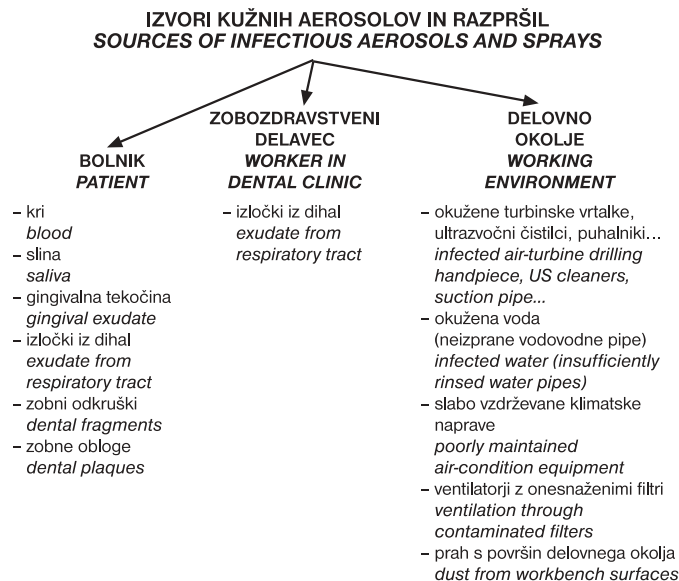 IZVORI KUŽNIH AEROSOLOV IN RAZPRŠIL
SOURCES OF INFECTIOUS AEROSOLS AND SPRAYS
BOLNIK
PATIENT
– kri
blood
– slina
saliva
– gingivalna tekočina
gingival exudate
– izločki iz dihal
exudate from
respiratory tract
– zobni odkruški
dental fragments
– zobne obloge
dental plaques
ZOBOZDRAVSTVENI
DELAVEC
WORKER IN
DENTAL CLINIC
– izločki iz dihal
exudate from
respiratory tract
DELOVNO
OKOLJE
WORKING
ENVIRONMENT
– okužene turbinske vrtalke,
ultrazvočni čistilci, puhalniki...
infected air-turbine drilling
handpiece, US cleaners,
suction pipe...
– okužena voda
(neizprane vodovodne pipe)
infected water (insufficiently
rinsed water pipes)
– slabo vzdrževane klimatske
naprave
poorly maintained
air-condition equipment
– ventilatorji z onesnaženimi filtri
ventilation through
contaminated filters
– prah s površin delovnega okolja
dust from workbench surfaces